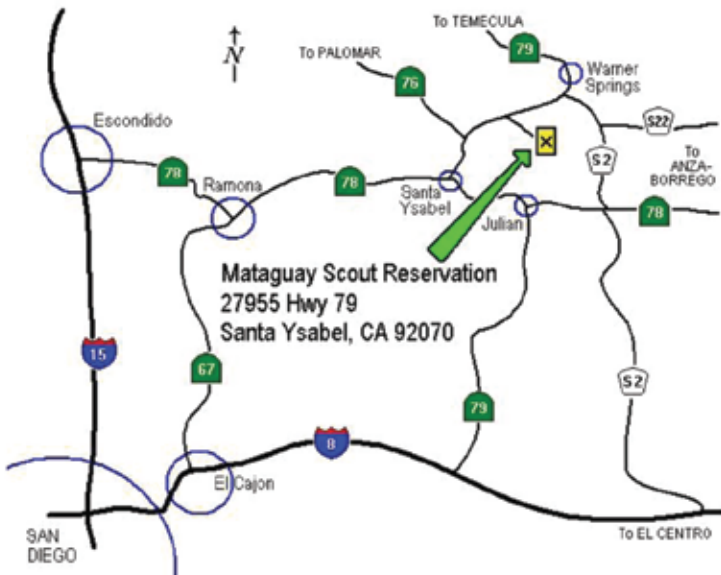 To TEMECULA
79
N
To PALOMAR
Warner
Springs
76
Escondido
S22
To
ANZA-
BORREGO
S2
78
Ramona
78
Santa
Ysabel
Julian
78
Mataguay Scout Reservation
27955 Hwy 79
Santa Ysabel, CA 92070
15
67
S2
79
8
El Cajon
SAN
DIEGO
To EL CENTRO